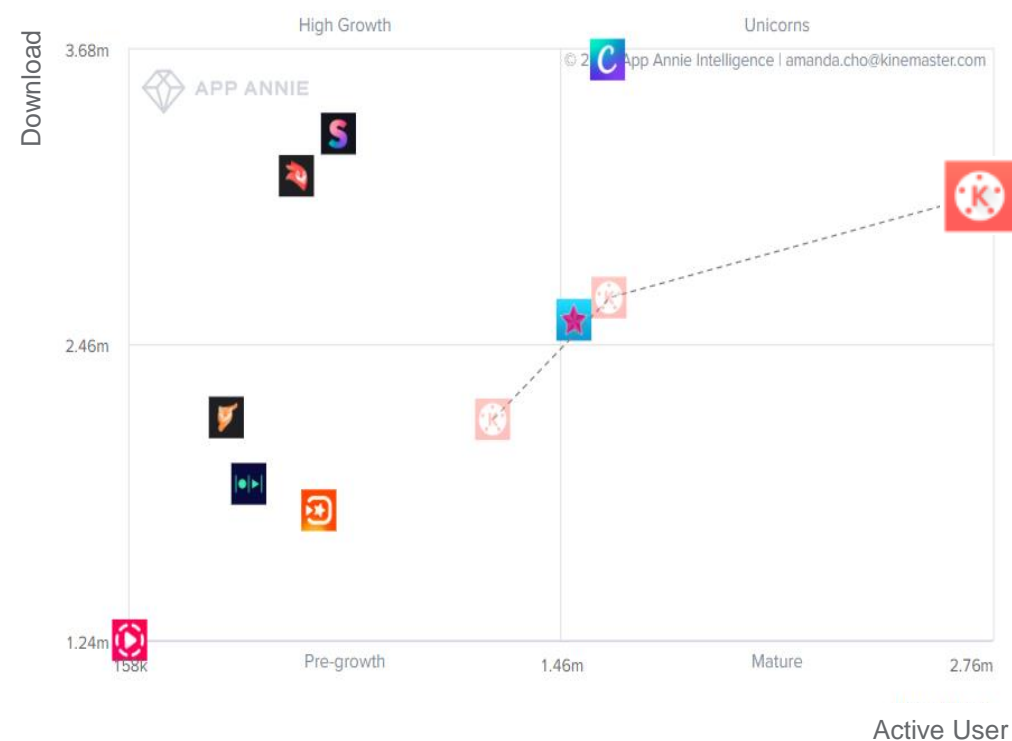 High Growth
Unicorns
Download
3.68m
© 2 App Annie Intelligence | amanda.cho@kinemaster.com
APP ANNIE
C
S
K
K
2.46m
K
1.24m
158k
Pre-growth
1.46m
Mature
2.76m
Active User